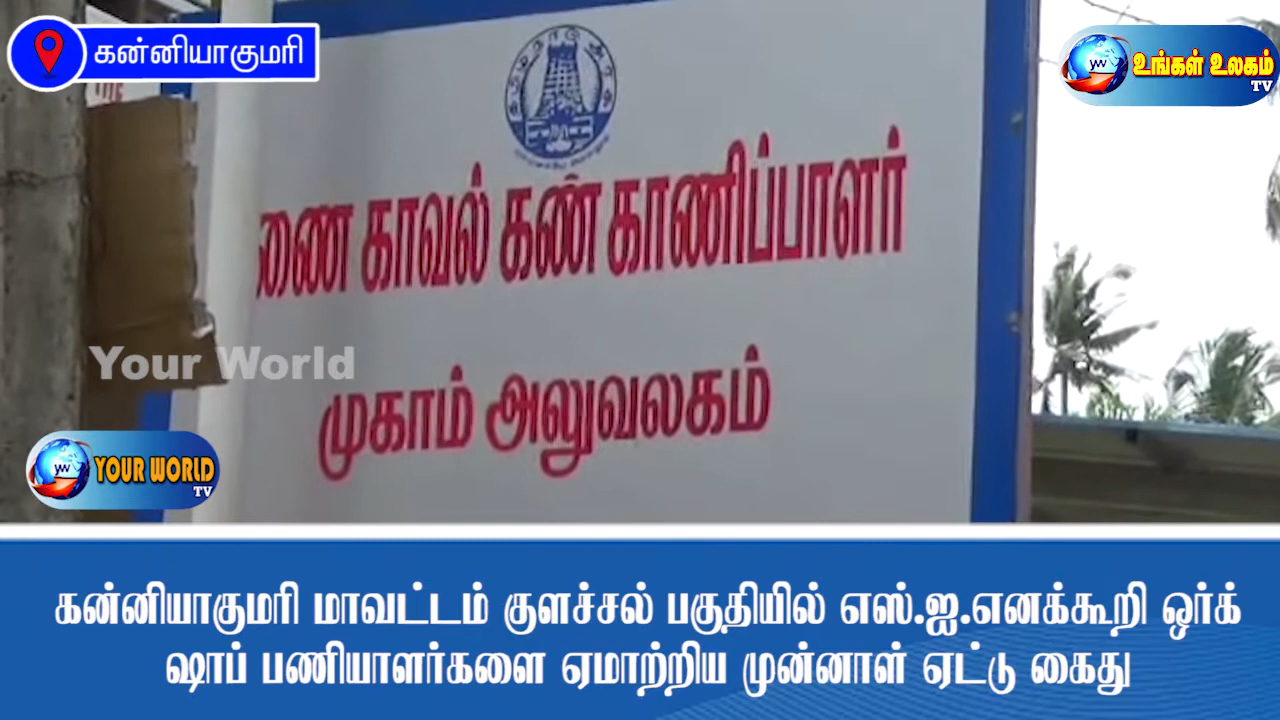 கன்னியாகுமரி
உங்கள் உலகம்
TV
ணை காவல் கண் காணிப்பாளர்
முகாம் அலுவலகம்
Your World
YOUR WORLD
TV
கன்னியாகுமரி மாவட்டம் குளச்சல் பகுதியில் எஸ்.ஐ.எனக்கூறி ஒர்க்
ஷாப் பணியாளர்களை ஏமாற்றிய முன்னாள் ஏட்டு கைது